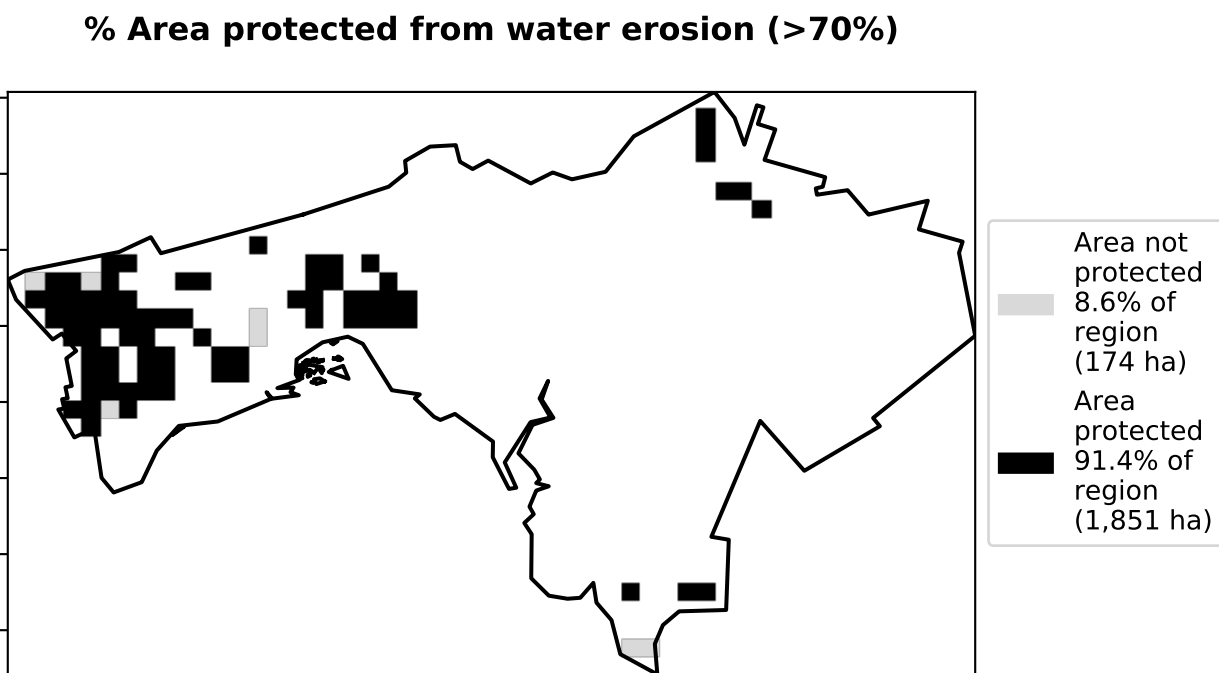 % Area protected from water erosion (>70%)
Area not
protected
8.6% of
region
(174 ha)
Area
protected
91.4% of
region
(1,851 ha)